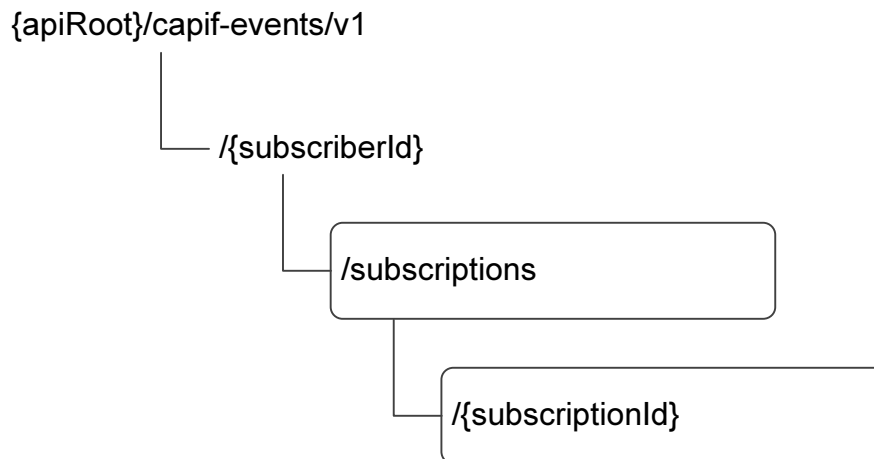 {apiRoot}/capif-events/v1
/{subscriberId}
/subscriptions
/{subscriptionId}